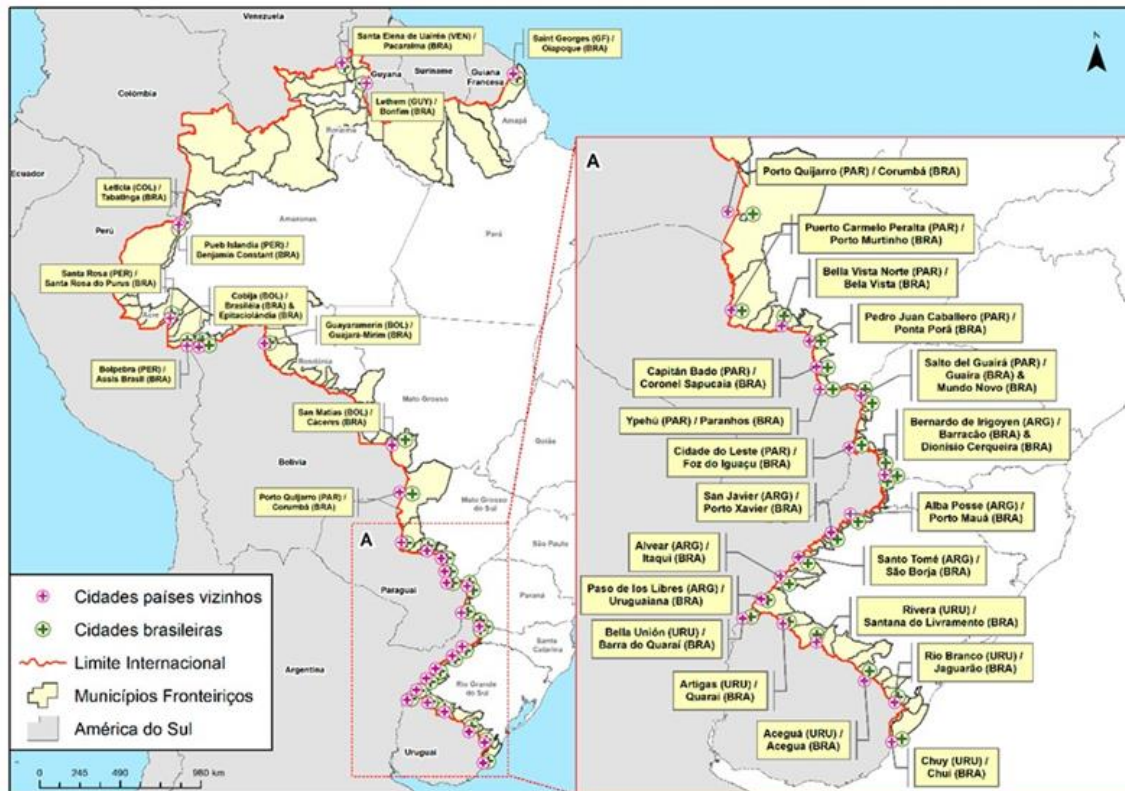 Venezuela
Santa Elena de Uairén (VEN) /
Pacaraima (BRA)
Saint Georges (GF) /
Oiapoque (BRA)
Guyana
Suriname
Guiana
Francesa
Colômbia
Lethem (GUY) /
Bonfim (BRA)
Roraima
Amapá
Ecuador
Letícia (COL) /
Tabatinga (BRA)
Perú
Amazonas
Pará
Pueb Islandia (PER) /
Benjamin Constant (BRA)
Santa Rosa (PER) /
Santa Rosa do Purus (BRA)
Acre
Cobija (BOL) /
Brasiléia (BRA) &
Epitaciolândia (BRA)
Guayaramerin (BOL) /
Guajará-Mirim (BRA)
Bolpebra (PER) /
Assis Brasil (BRA)
Rondônia
Mato Grosso
San Matias (BOL) /
Cáceres (BRA)
Goiás
Bolívia
Porto Quijarro (PAR) /
Corumbá (BRA)
Mato Grosso
do Sul
A
São Paulo
Paraguai
Paraná
Santa
Catarina
Argentina
Rio Grande
do Sul
Uruguai
Cidades países vizinhos
Cidades brasileiras
Limite Internacional
Municípios Fronteiriços
América do Sul
0 245 490 980 km
N
A
Porto Quijarro (PAR) / Corumbá (BRA)
Puerto Carmelo Peralta (PAR) /
Porto Murtinho (BRA)
Bella Vista Norte (PAR) /
Bela Vista (BRA)
Pedro Juan Caballero (PAR) /
Ponta Porã (BRA)
Capitán Bado (PAR) /
Coronel Sapucaia (BRA)
Salto del Guairá (PAR) /
Guaíra (BRA) &
Mundo Novo (BRA)
Ypehú (PAR) / Paranhos (BRA)
Bernardo de Irigoyen (ARG) /
Barracão (BRA) &
Dionísio Cerqueira (BRA)
Cidade do Leste (PAR) /
Foz do Iguaçu (BRA)
San Javier (ARG) /
Porto Xavier (BRA)
Alba Posse (ARG) /
Porto Mauá (BRA)
Alvear (ARG) /
Itaqui (BRA)
Santo Tomé (ARG) /
São Borja (BRA)
Paso de los Libres (ARG) /
Uruguaiana (BRA)
Rivera (URU) /
Santana do Livramento (BRA)
Bella Unión (URU) /
Barra do Quaraí (BRA)
Rio Branco (URU) /
Jaguarão (BRA)
Artigas (URU) /
Quaraí (BRA)
Aceguá (URU) /
Acegua (BRA)
Chuy (URU) /
Chuí (BRA)